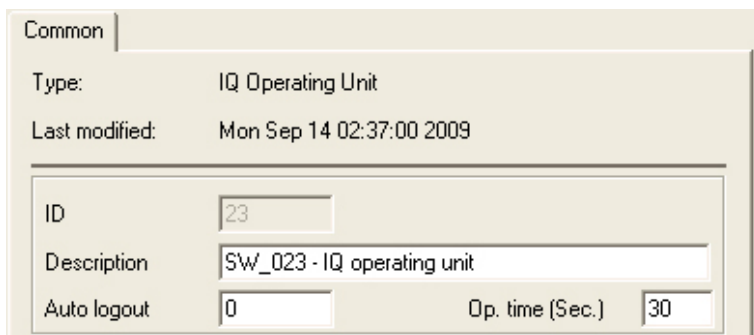 Common
Type: IQ Operating Unit
Last modified: Mon Sep 14 02:37:00 2009
ID 23
Description SW_023 - IQ operating unit
Auto logout 0 Op. time (Sec.) 30